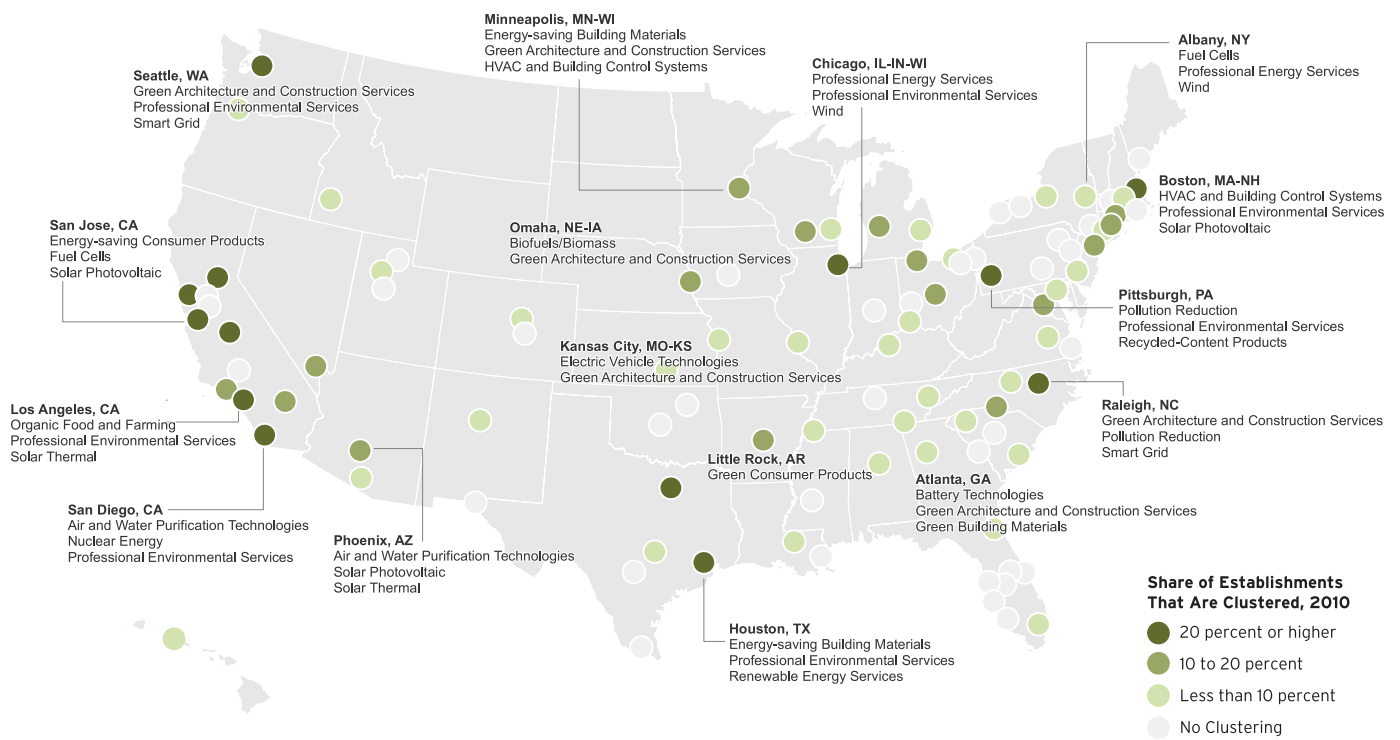 Minneapolis, MN-WI
Energy-saving Building Materials
Green Architecture and Construction Services
HVAC and Building Control Systems
Albany, NY
Fuel Cells
Professional Energy Services
Wind
Chicago, IL-IN-WI
Professional Energy Services
Professional Environmental Services
Wind
Seattle, WA
Green Architecture and Construction Services
Professional Environmental Services
Smart Grid
Boston, MA-NH
HVAC and Building Control Systems
Professional Environmental Services
Solar Photovoltaic
San Jose, CA
Energy-saving Consumer Products
Fuel Cells
Solar Photovoltaic
Omaha, NE-IA
Biofuels/Biomass
Green Architecture and Construction Services
Pittsburgh, PA
Pollution Reduction
Professional Environmental Services
Recycled-Content Products
Kansas City, MO-KS
Electric Vehicle Technologies
Green Architecture and Construction Services
Los Angeles, CA
Organic Food and Farming
Professional Environmental Services
Solar Thermal
Raleigh, NC
Green Architecture and Construction Services
Pollution Reduction
Smart Grid
Little Rock, AR
Green Consumer Products
Atlanta, GA
Battery Technologies
Green Architecture and Construction Services
Green Building Materials
San Diego, CA
Air and Water Purification Technologies
Nuclear Energy
Professional Environmental Services
Phoenix, AZ
Air and Water Purification Technologies
Solar Photovoltaic
Solar Thermal
Houston, TX
Energy-saving Building Materials
Professional Environmental Services
Renewable Energy Services
Share of Establishments
That Are Clustered, 2010
20 percent or higher
10 to 20 percent
Less than 10 percent
No Clustering